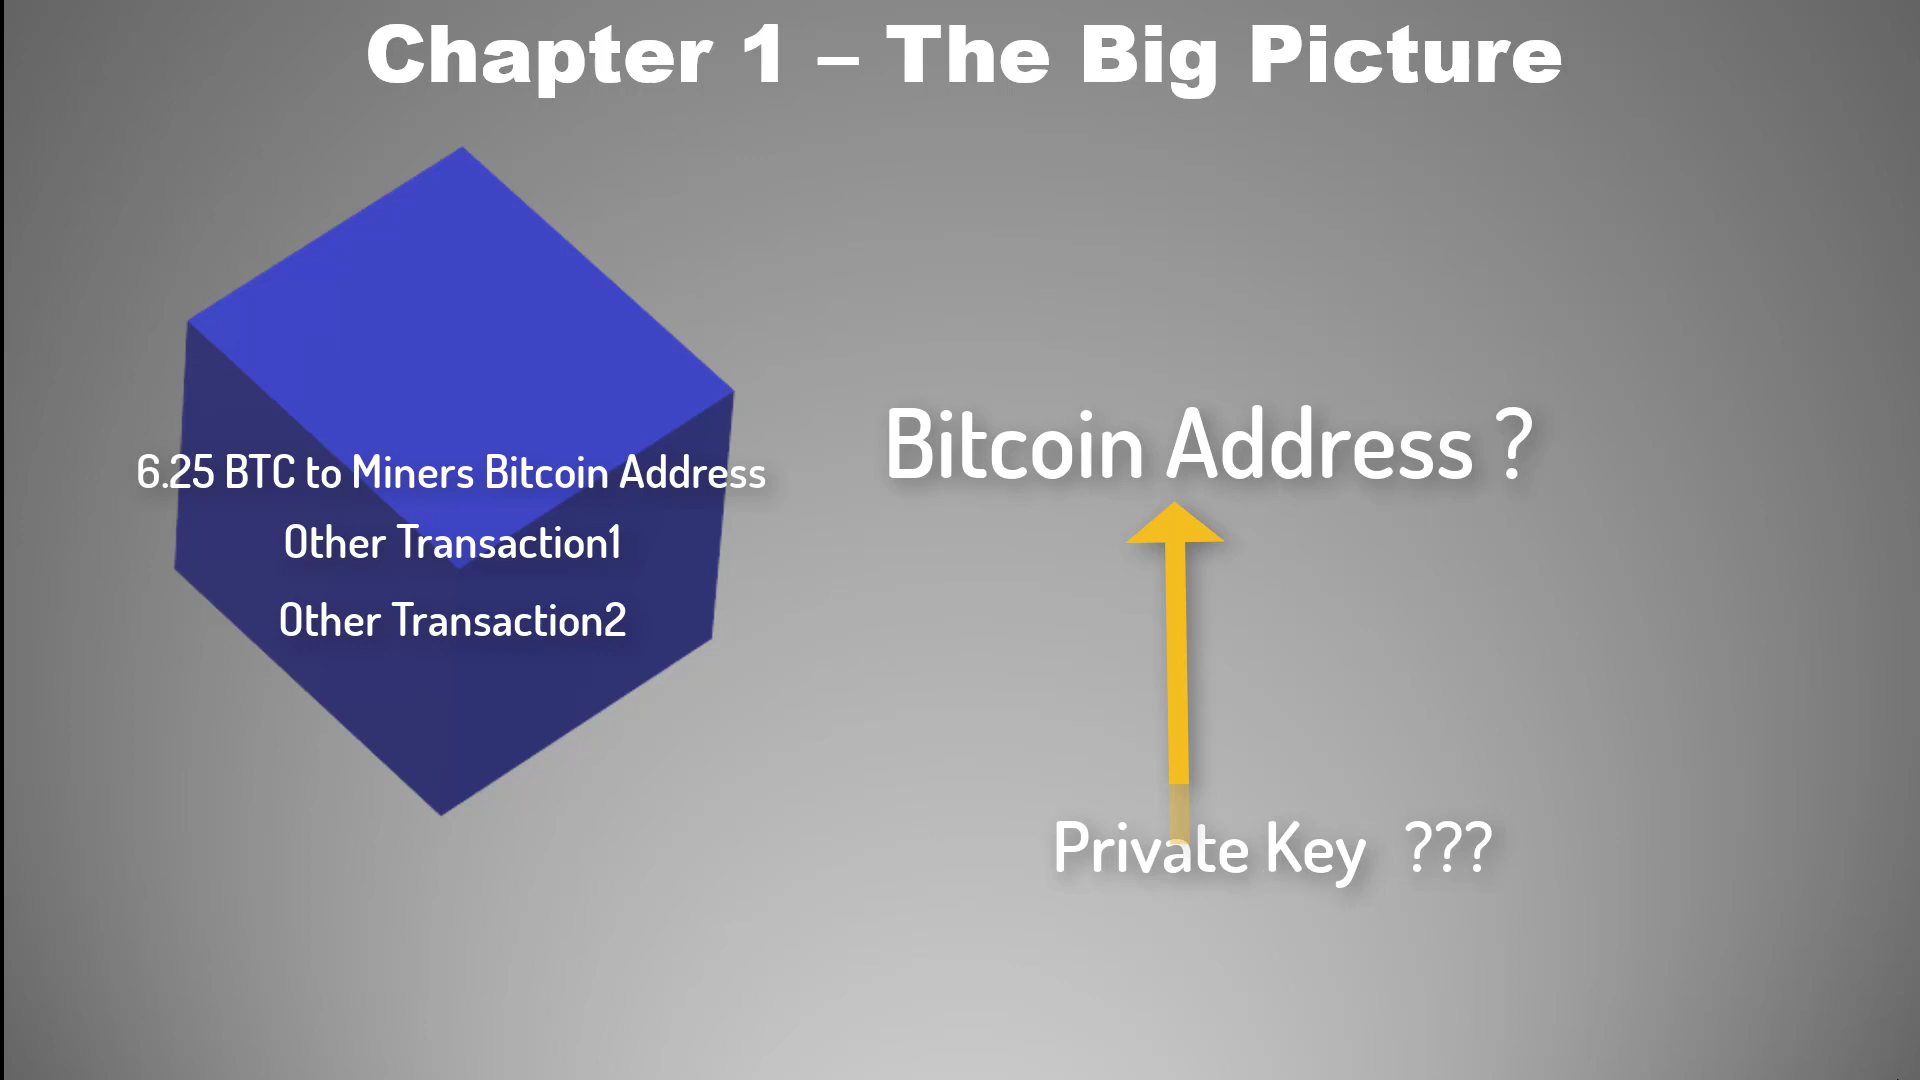 Chapter 1 – The Big Picture
6.25 BTC to Miners Bitcoin Address
Other Transaction1
Other Transaction2
Bitcoin Address ?
Private Key ???